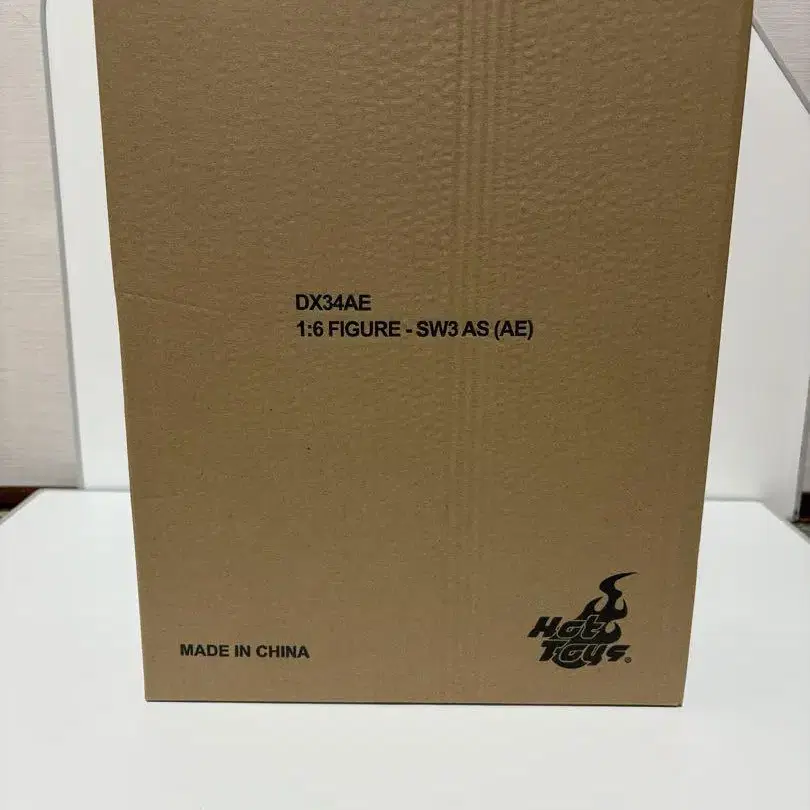 DX34AE
1:6 FIGURE - SW3 AS (AE)
MADE IN CHINA
Hot
Toys®